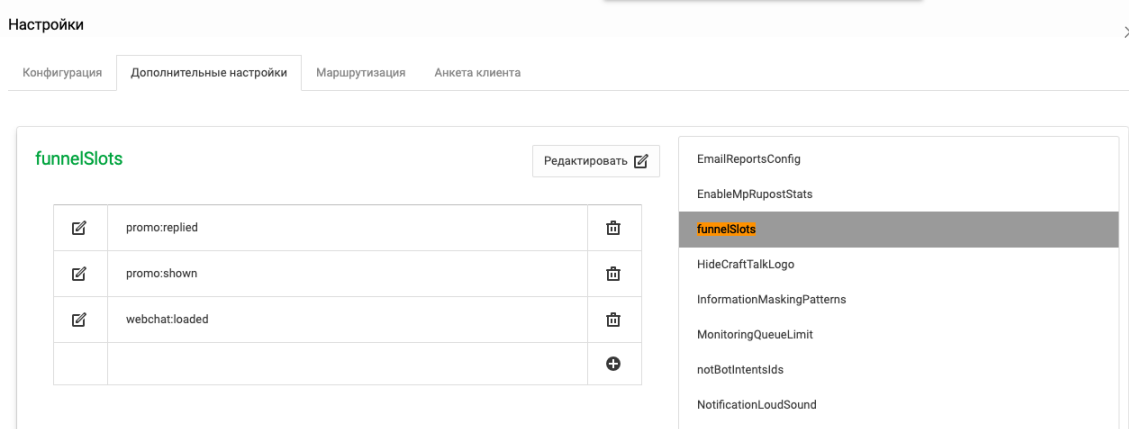 Настройки
Конфигурация
Дополнительные настройки
Маршрутизация
Анкета клиента
funnelSlots
Редактировать
promo:replied
promo:shown
webchat:loaded
EmailReportsConfig
EnableMpRupostStats
funnelSlots
HideCraftTalkLogo
InformationMaskingPatterns
MonitoringQueueLimit
notBotIntentsIds
NotificationLoudSound